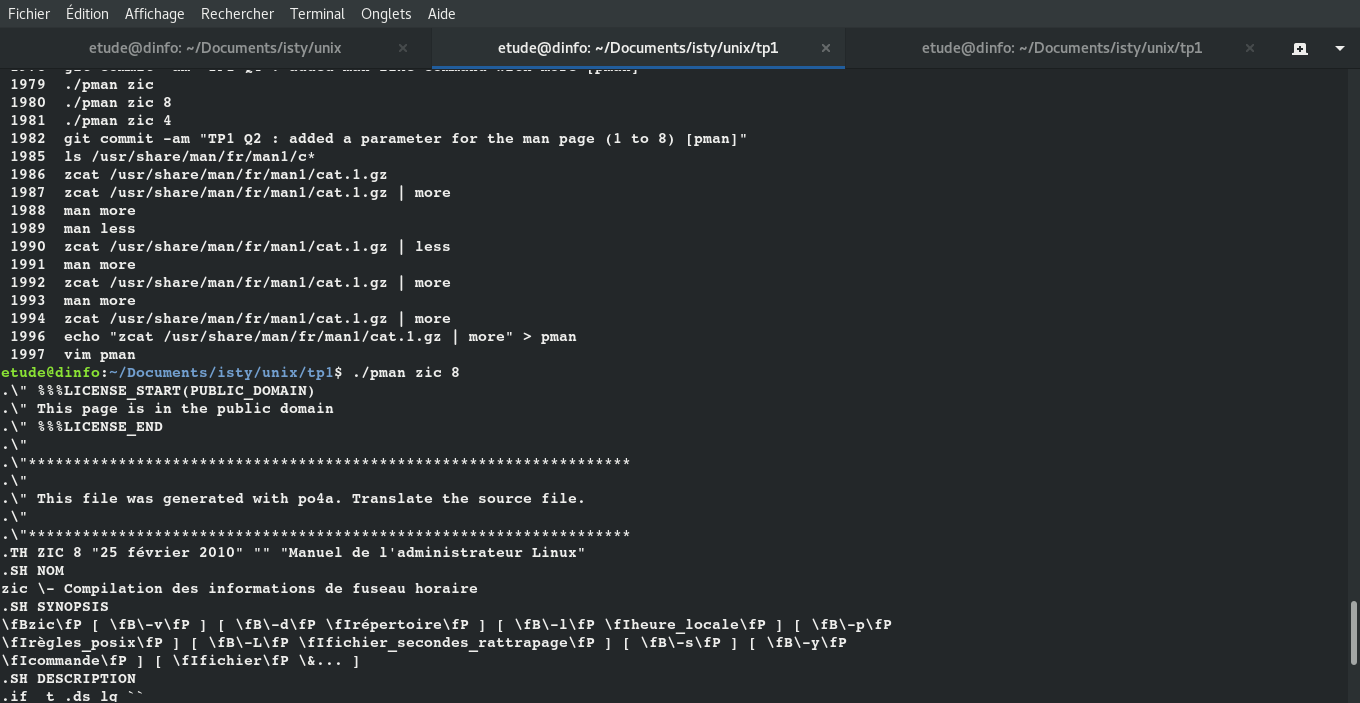 Fichier Édition Affichage Rechercher Terminal Onglets Aide
etude@dinfo: ~/Documents/isty/unix × etude@dinfo: ~/Documents/isty/unix/tp1 × etude@dinfo: ~/Documents/isty/unix/tp1 ×
1979 ./pman zic
1980 ./pman zic 8
1981 ./pman zic 4
1982 git commit -am "TP1 Q2 : added a parameter for the man page (1 to 8) [pman]"
1985 ls /usr/share/man/fr/man1/c*
1986 zcat /usr/share/man/fr/man1/cat.1.gz
1987 zcat /usr/share/man/fr/man1/cat.1.gz | more
1988 man more
1989 man less
1990 zcat /usr/share/man/fr/man1/cat.1.gz | less
1991 man more
1992 zcat /usr/share/man/fr/man1/cat.1.gz | more
1993 man more
1994 zcat /usr/share/man/fr/man1/cat.1.gz | more
1996 echo "zcat /usr/share/man/fr/man1/cat.1.gz | more" > pman
1997 vim pman
etude@dinfo:~/Documents/isty/unix/tp1$ ./pman zic 8
.\" %%%LICENSE_START(PUBLIC_DOMAIN)
.\" This page is in the public domain
.\" %%%LICENSE_END
.\"
.\"*******************************************************************
.\"
.\" This file was generated with po4a. Translate the source file.
.\"
.\"*******************************************************************
.TH ZIC 8 "25 février 2010" "" "Manuel de l'administrateur Linux"
.SH NOM
zic \- Compilation des informations de fuseau horaire
.SH SYNOPSIS
\fBzic\fP [ \fB\-v\fP ] [ \fB\-d\fP \fIrépertoire\fP ] [ \fB\-l\fP \fIheure_locale\fP ] [ \fB\-p\fP
\fIrègles_posix\fP ] [ \fB\-L\fP \fIfichier_secondes_rattrapage\fP ] [ \fB\-s\fP ] [ \fB\-y\fP
\fIcommande\fP ] [ \fIfichier\fP \&... ]
.SH DESCRIPTION
.if t .ds lq ``